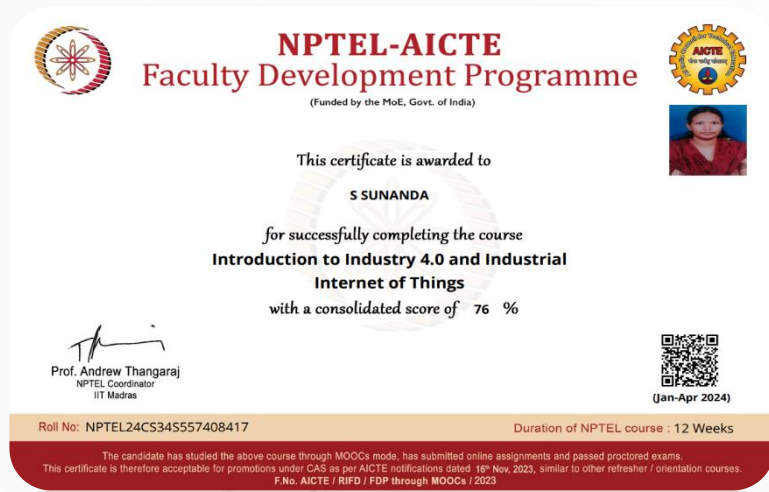 NPTEL-AICTE
Faculty Development Programme
(Funded by the MoE, Govt. of India)
AICTE
This certificate is awarded to
S SUNANDA
for successfully completing the course
Introduction to Industry 4.0 and Industrial
Internet of Things
with a consolidated score of 76 %
Prof. Andrew Thangaraj
NPTEL Coordinator
IIT Madras
(Jan-Apr 2024)
Roll No: NPTEL24CS34S557408417
Duration of NPTEL course : 12 Weeks
The candidate has studied the above course through MOOCs mode, has submitted online assignments and passed proctored exams.
This certificate is therefore acceptable for promotions under CAS as per AICTE notifications dated 16th Nov, 2023, similar to other refresher / orientation courses.
F.No. AICTE / RIFD / FDP through MOOCs / 2023